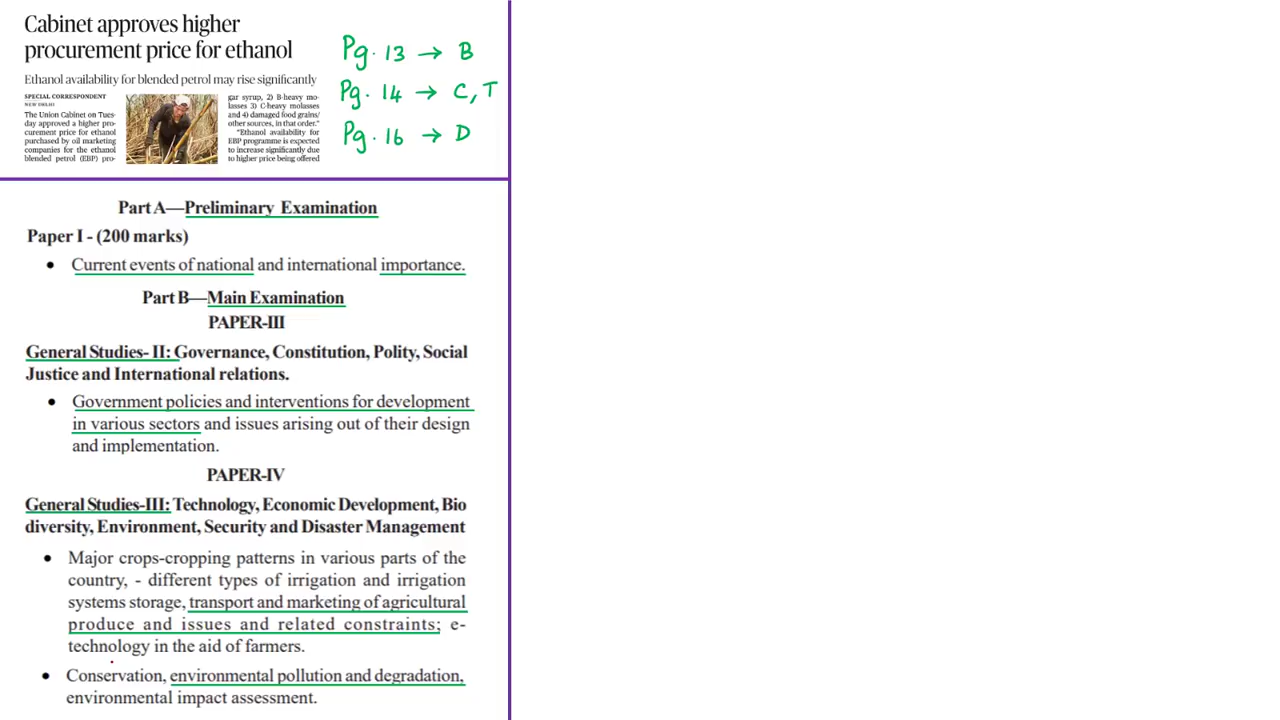 Cabinet approves higher
procurement price for ethanol
Ethanol availability for blended petrol may rise significantly
SPECIAL CORRESPONDENT
NEW DELHI
The Union Cabinet on Tues-
day approved a higher pro-
curement price for ethanol
purchased by oil marketing
companies for the ethanol
blended petrol (EBP) pro-
gar syrup, 2) B-heavy mo-
lasses 3) C-heavy molasses
and 4) damaged food grains/
other sources, in that order."
"Ethanol availability for
EBP programme is expected
to increase significantly due
to higher price being offered
Pg. 13 → B
Pg. 14 → C, T
Pg. 16 → D
Part A—Preliminary Examination
Paper I - (200 marks)
• Current events of national and international importance.
Part B—Main Examination
PAPER-III
General Studies- II: Governance, Constitution, Polity, Social
Justice and International relations.
• Government policies and interventions for development
in various sectors and issues arising out of their design
and implementation.
PAPER-IV
General Studies-III: Technology, Economic Development, Bio
diversity, Environment, Security and Disaster Management
• Major crops-cropping patterns in various parts of the
country, - different types of irrigation and irrigation
systems storage, transport and marketing of agricultural
produce and issues and related constraints; e-
technology in the aid of farmers.
• Conservation, environmental pollution and degradation,
environmental impact assessment.